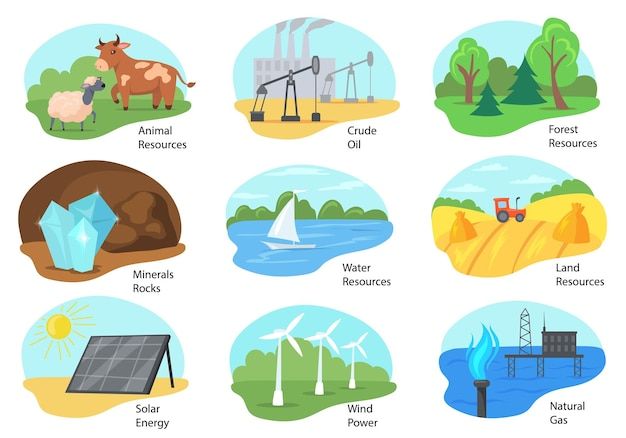 Animal
Resources
Crude
Oil
Forest
Resources
Minerals
Rocks
Water
Resources
Land
Resources
Solar
Energy
Wind
Power
Natural
Gas